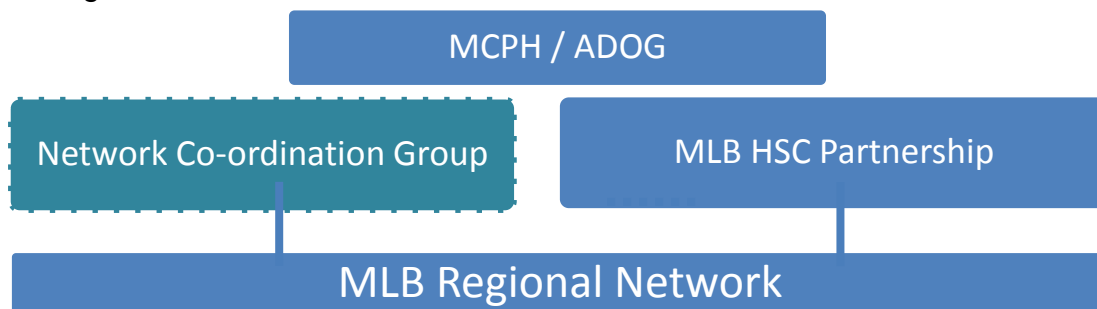 MCPH / ADOG
Network Co-ordination Group
MLB HSC Partnership
MLB Regional Network